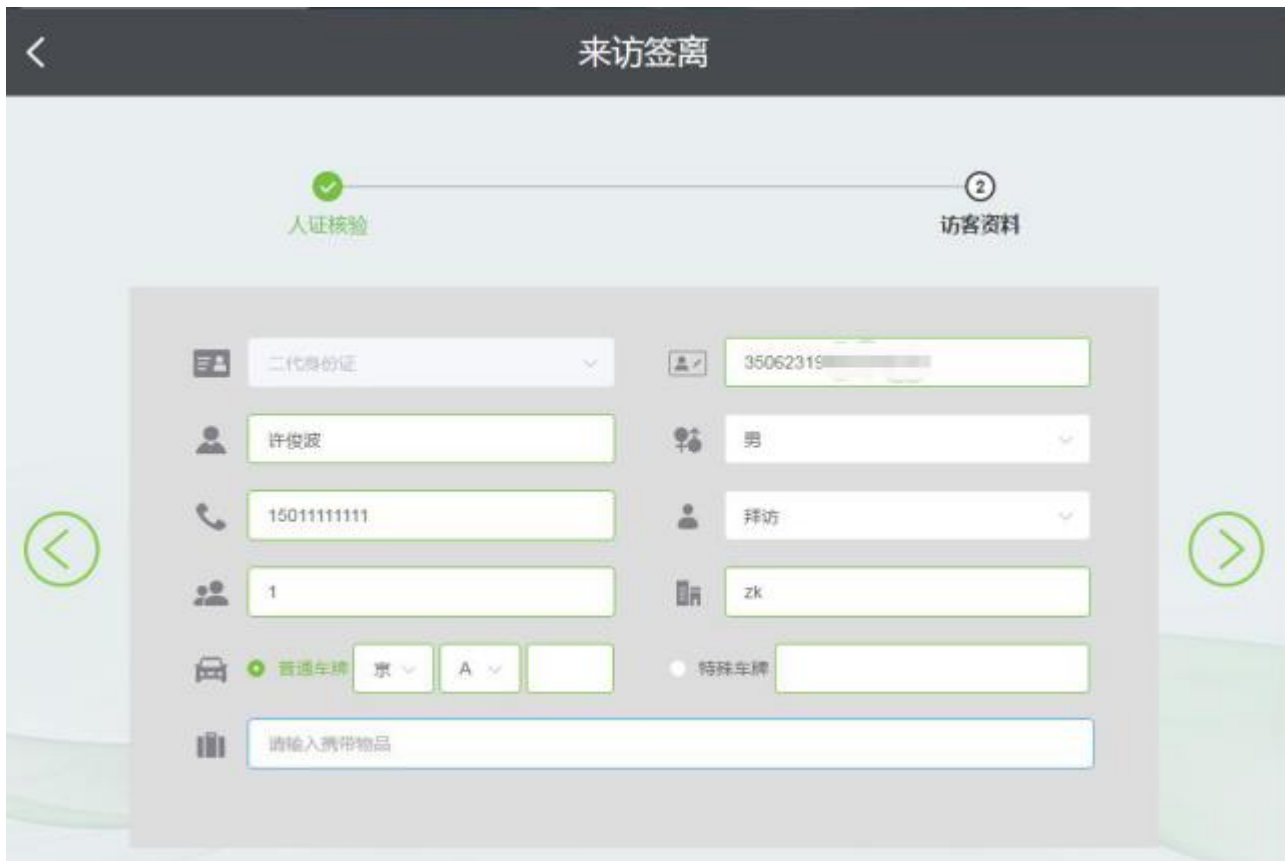 来访签离
2
人证核验
访客资料
二代身份证
35062319
许俊波
男
15011111111
拜访
1
zk
普通车牌 京 A
特殊车牌
请输入携带物品